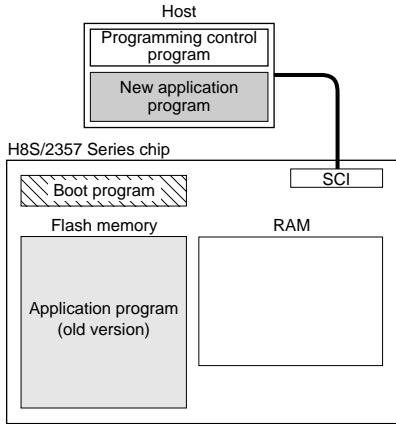 Host
Programming control
program
New application
program
H8S/2357 Series chip
Boot program
SCI
Flash memory
RAM
Application program
(old version)